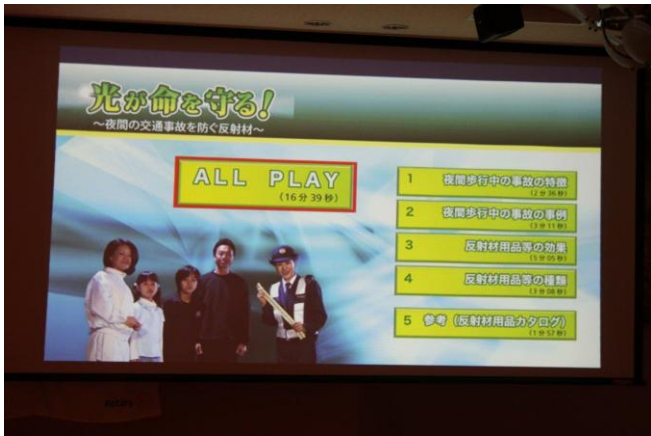 光が命を守る!
~夜間の交通事故を防ぐ反射材~
ALL PLAY
(16分39秒)
1 夜間歩行中の事故の特徴
(2分36秒)
2 夜間歩行中の事故の事例
(3分11秒)
3 反射材用品等の効果
(5分05秒)
4 反射材用品等の種類
(3分08秒)
5 参考(反射材用品カタログ)
(1分57秒)